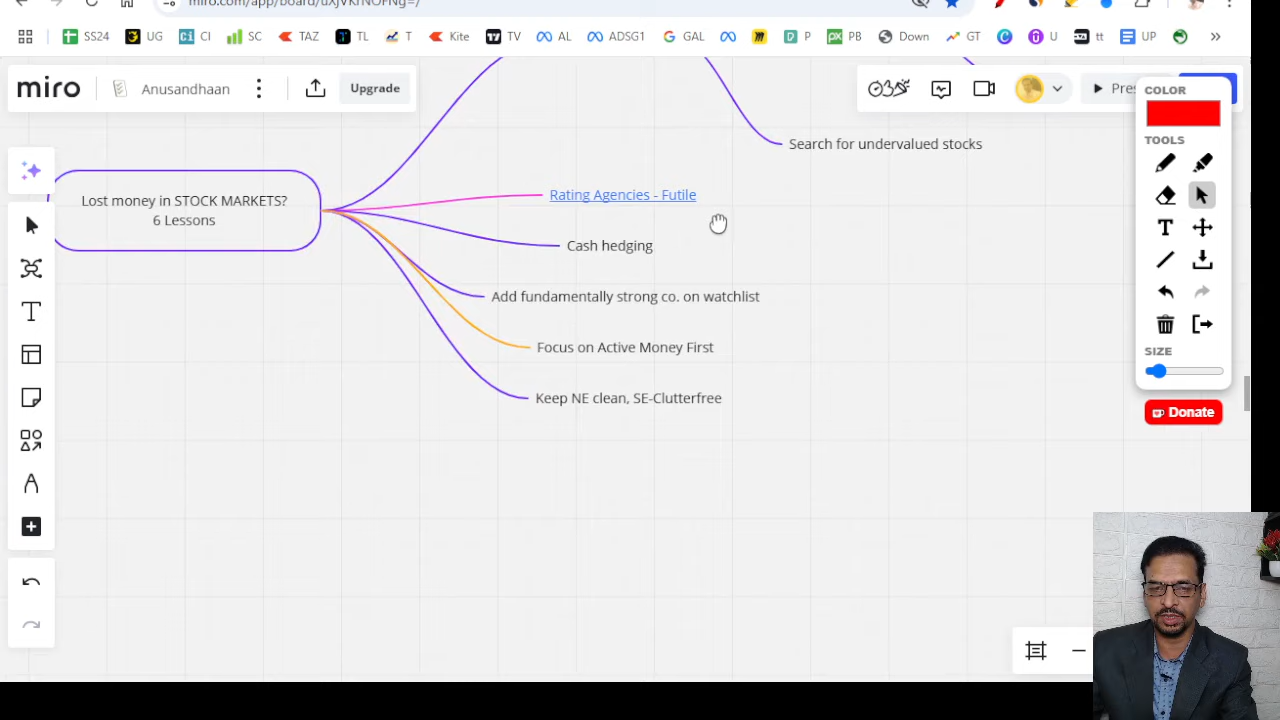 miro.com/app/board/uXjVKrNOFNg=/
SS24 UG CI SC TAZ TL T Kite TV AL ADSG1 GAL P PB Down GT U tt UP »
miro Anusandhaan Upgrade
COLOR
TOOLS
Search for undervalued stocks
Lost money in STOCK MARKETS?
6 Lessons
Rating Agencies - Futile
Cash hedging
Add fundamentally strong co. on watchlist
Focus on Active Money First
Keep NE clean, SE-Clutterfree
SIZE
Donate